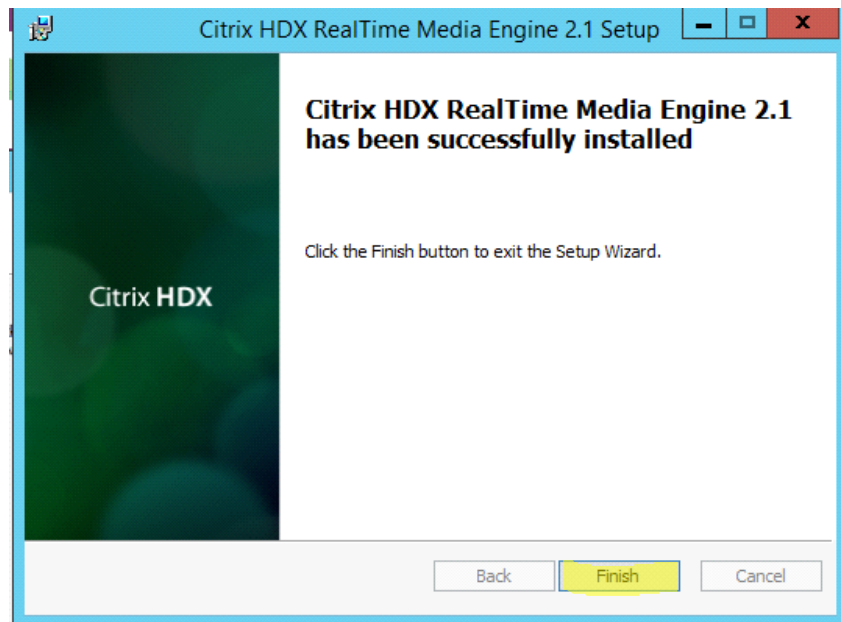 Citrix HDX RealTime Media Engine 2.1 Setup
X
Citrix HDX RealTime Media Engine 2.1
has been successfully installed
Click the Finish button to exit the Setup Wizard.
Citrix HDX
Back
Finish
Cancel